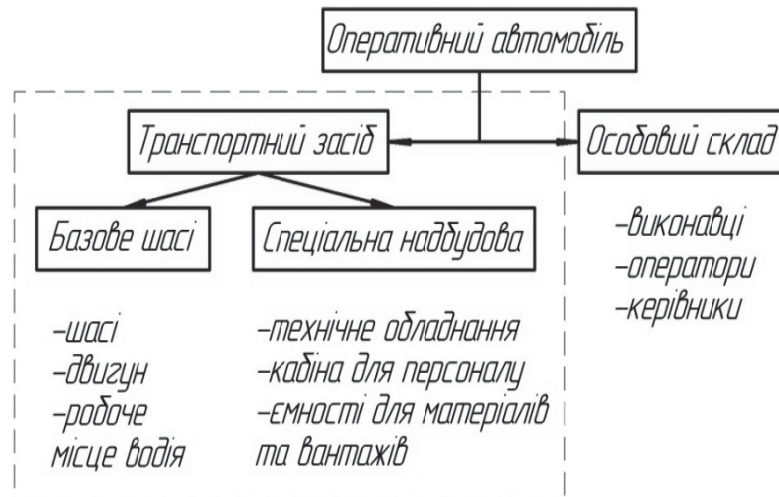 Оперативний автомобіль
Транспортний засіб
Особовий склад
Базове шасі
Спеціальна надбудова
-виконавці
-оператори
-керівники
-шасі
-двигун
-робоче
місце водія
-технічне обладнання
-кабіна для персоналу
-ємності для матеріалів
та вантажів